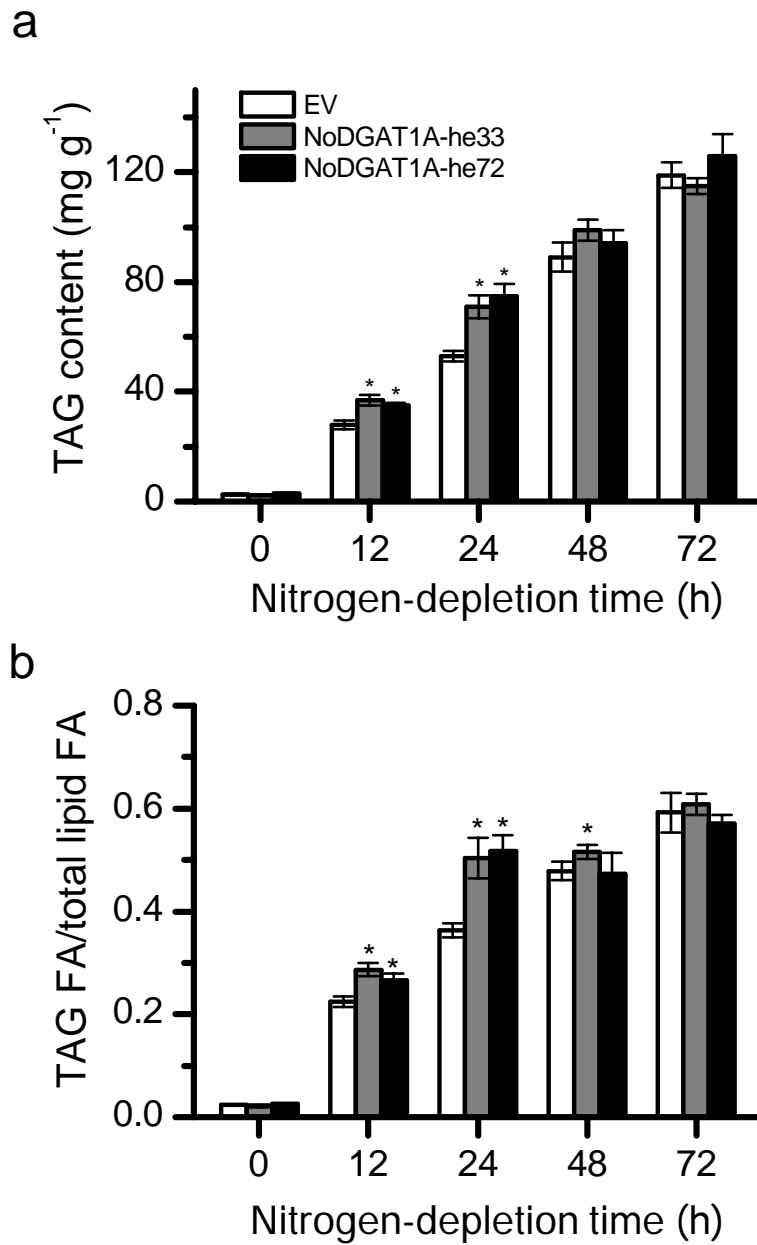 a
TAG content (mg g⁻¹)
EV
NoDGAT1A-he33
NoDGAT1A-he72
120
80
40
0
* *
* *
0 12 24 48 72
Nitrogen-depletion time (h)
b
TAG FA/total lipid FA
0.8
0.6
0.4
0.2
0.0
* * *
* *
0 12 24 48 72
Nitrogen-depletion time (h)